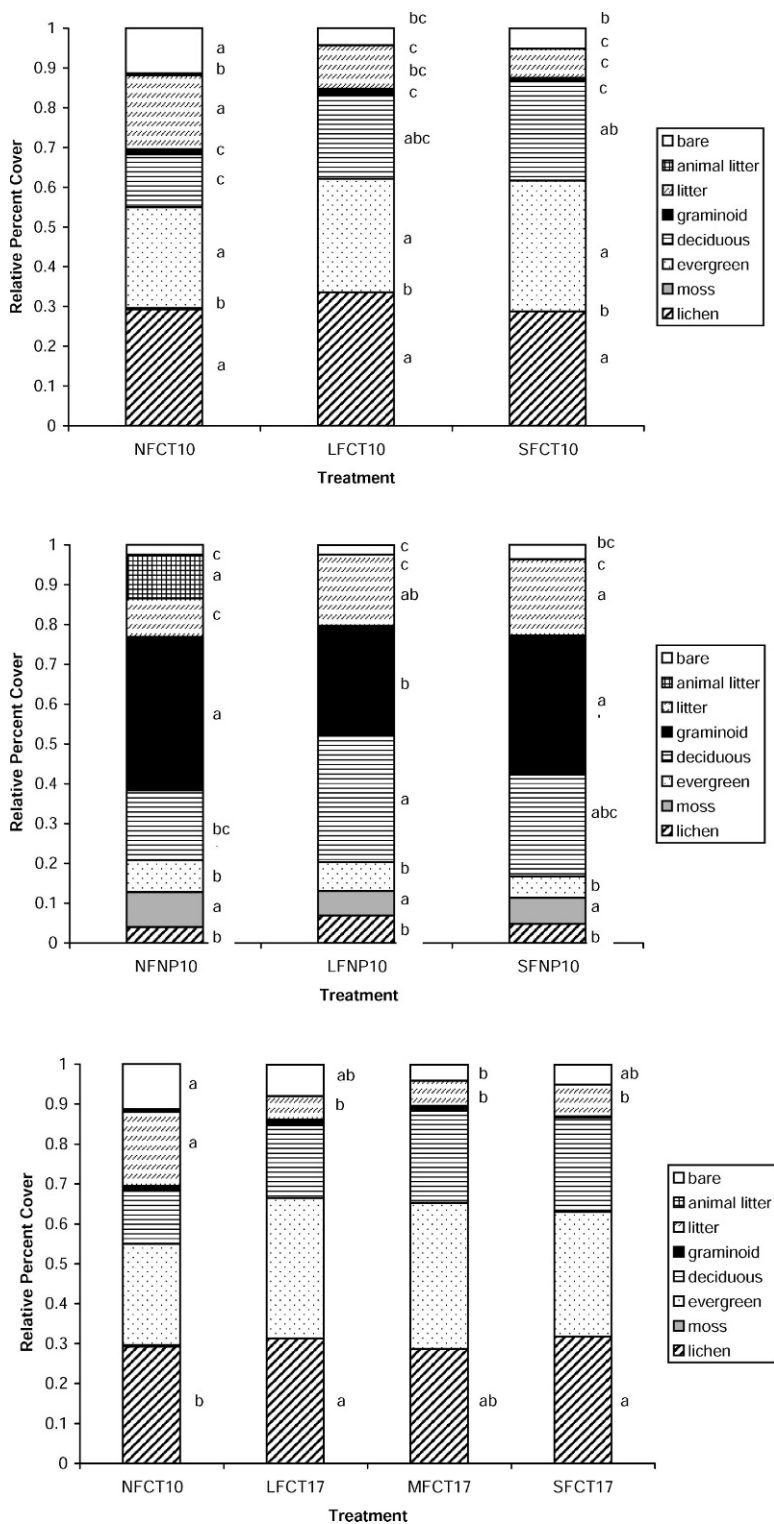 1
0.9
0.8
0.7
0.6
0.5
0.4
0.3
0.2
0.1
0
Relative Percent Cover
a
b
a
c
c
a
b
a
bc
c
bc
c
abc
a
b
a
b
c
c
c
ab
a
b
a
NFCT10 LFCT10 SFCT10
Treatment
bare
animal litter
litter
graminoid
deciduous
evergreen
moss
lichen
1
0.9
0.8
0.7
0.6
0.5
0.4
0.3
0.2
0.1
0
Relative Percent Cover
c
a
c
a
bc
b
a
b
c
c
ab
b
a
b
a
b
bc
c
a
a
abc
b
a
b
NFNP10 LFNP10 SFNP10
Treatment
bare
animal litter
litter
graminoid
deciduous
evergreen
moss
lichen
1
0.9
0.8
0.7
0.6
0.5
0.4
0.3
0.2
0.1
0
Relative Percent Cover
a
a
b
ab
b
a
b
b
ab
ab
b
a
NFCT10 LFCT17 MFCT17 SFCT17
Treatment
bare
animal litter
litter
graminoid
deciduous
evergreen
moss
lichen